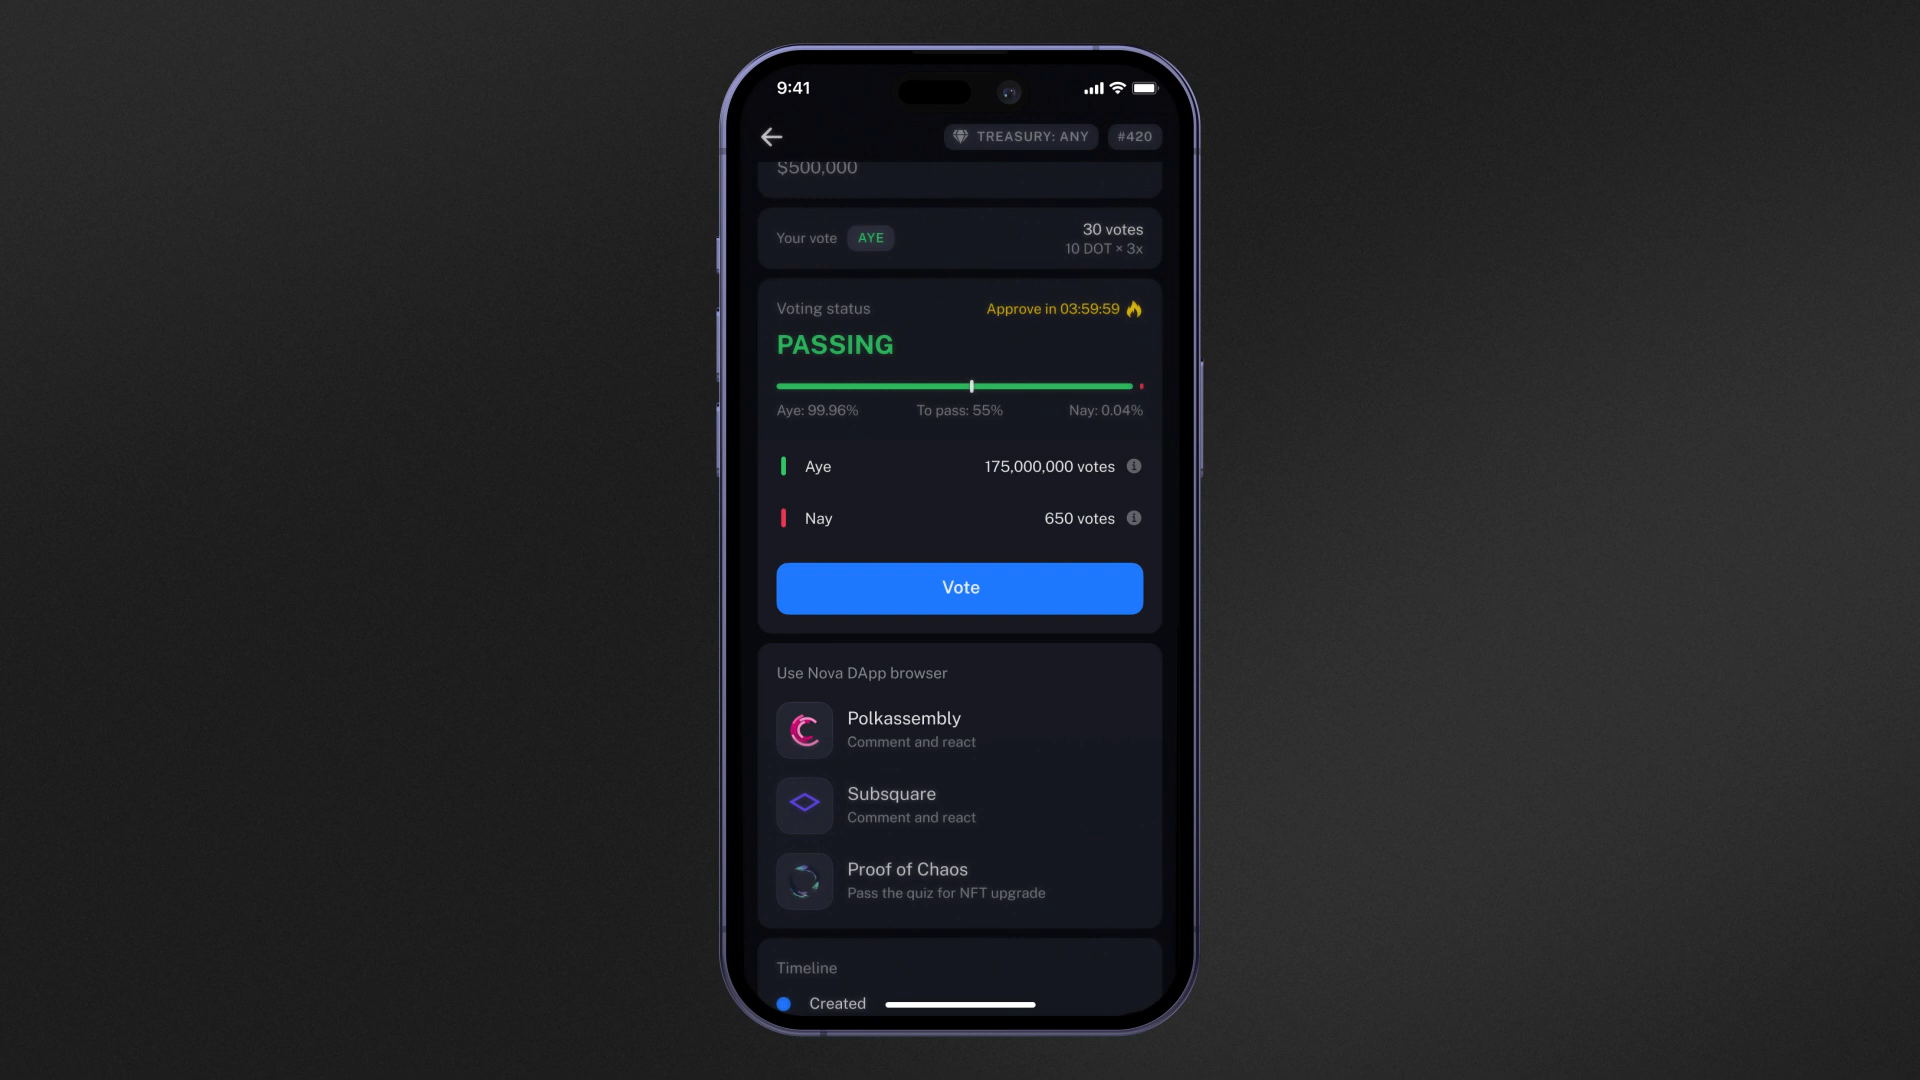 9:41
TREASURY: ANY #420
$500,000
Your vote AYE 30 votes
10 DOT × 3x
Voting status Approve in 03:59:59
PASSING
Aye: 99.96% To pass: 55% Nay: 0.04%
Aye 175,000,000 votes
Nay 650 votes
Vote
Use Nova DApp browser
Polkassembly
Comment and react
Subsquare
Comment and react
Proof of Chaos
Pass the quiz for NFT upgrade
Timeline
Created